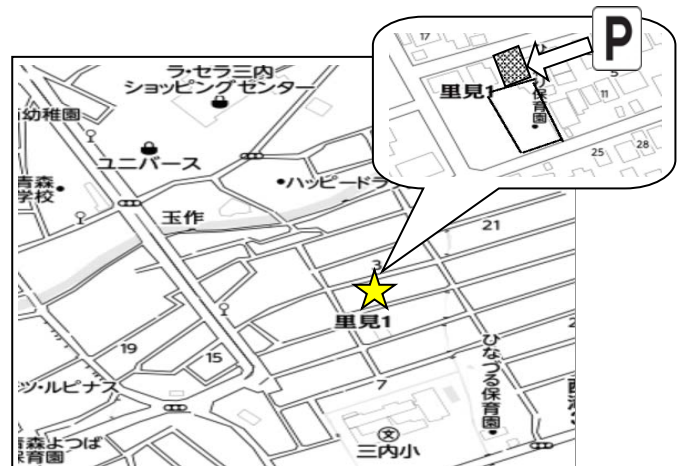 17
P
5
11
里見1
保育園
25
28
ラ・セラ三内
ショッピングセンター
幼稚園
ユニバース
青森
学校
ハッピードラ
玉作
21
3
里見1
19
15
7
ひなづる保育園
ツ・ルピナス
文
三内小
青森よつば
保育園